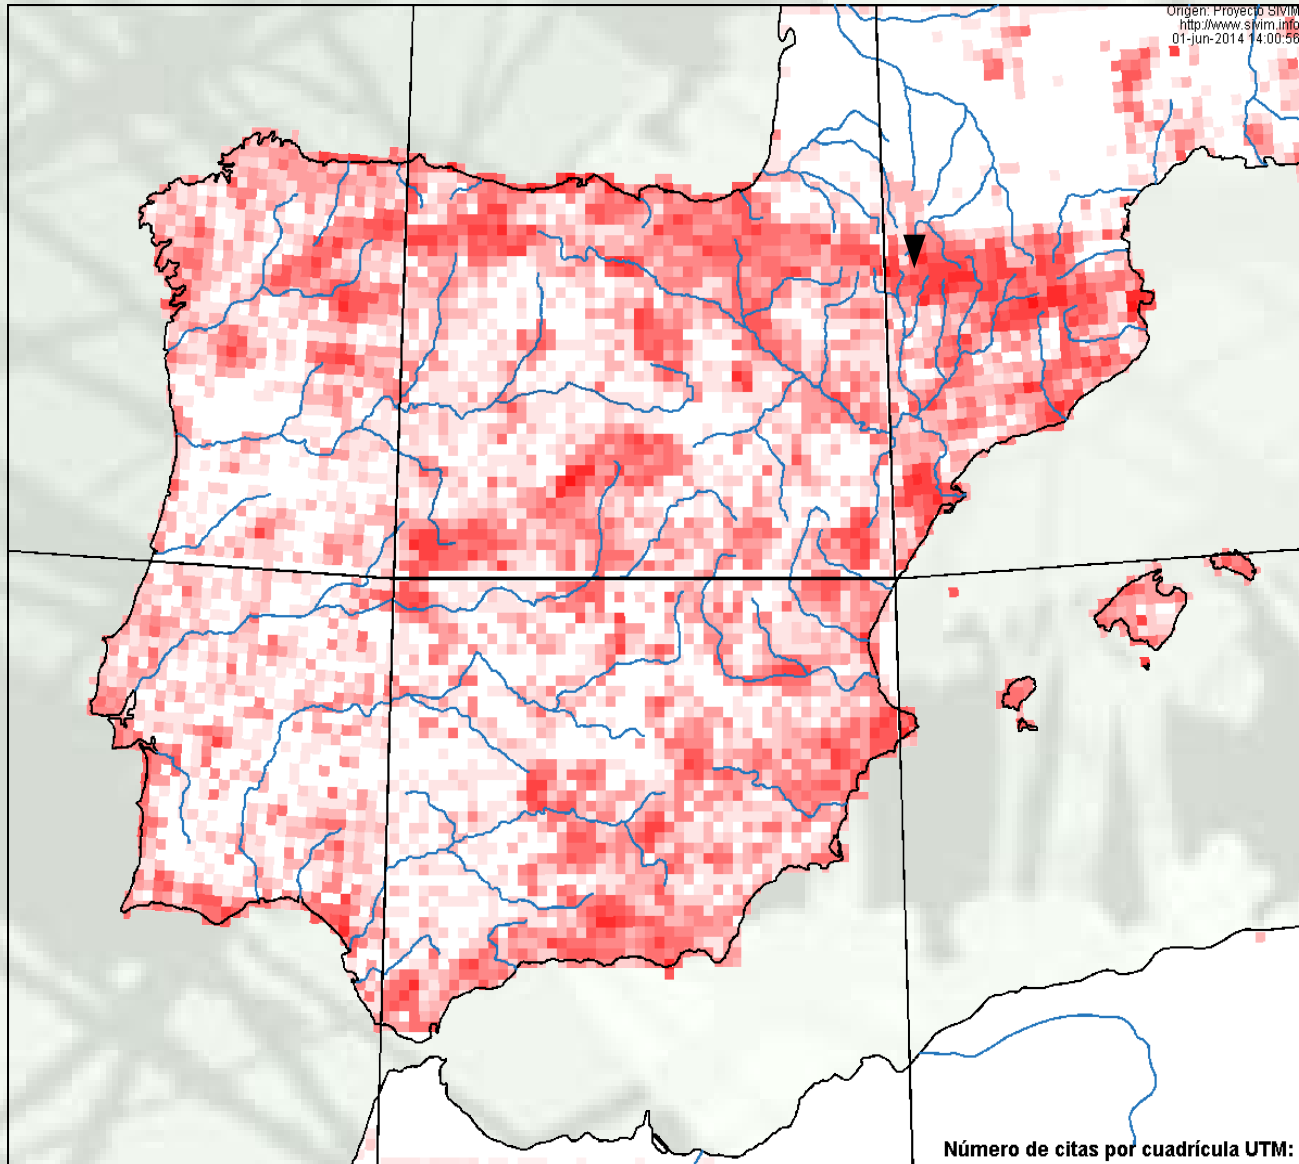 Origen: Proyecto SIVIM
http://www.sivim.info
01-jun-2014 14:00:56
Número de citas por cuadrícula UTM: